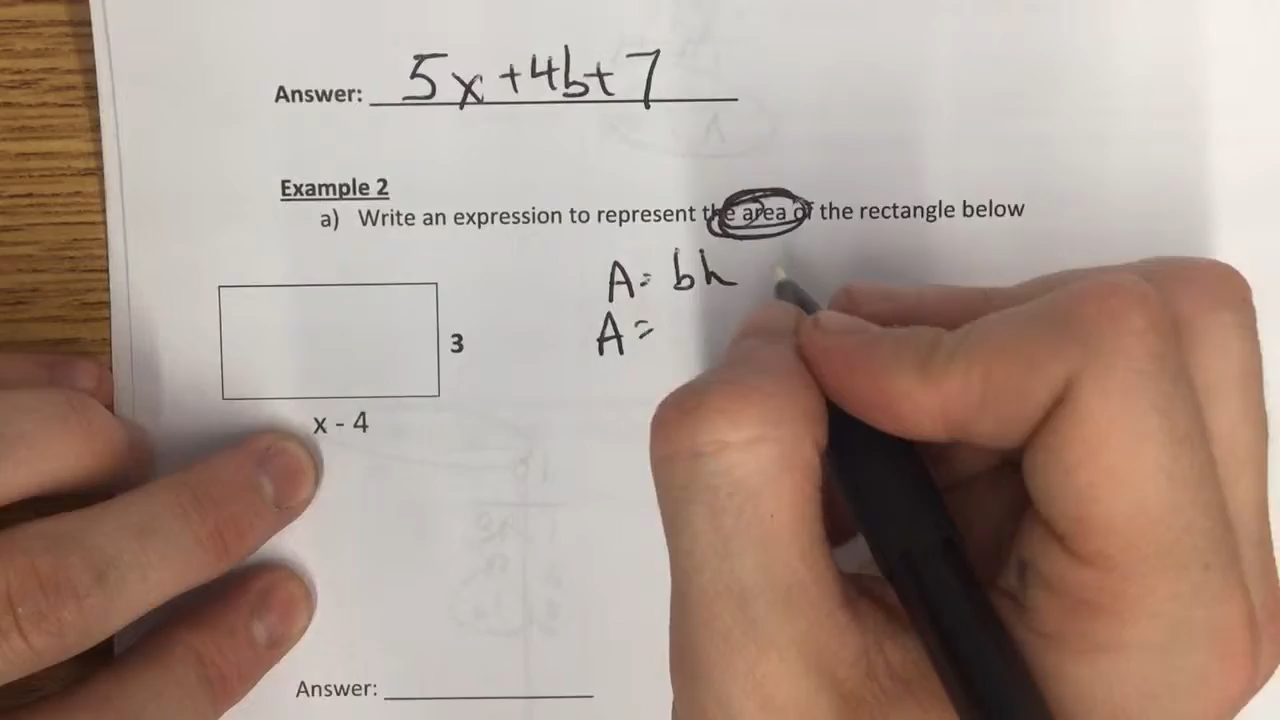 Answer: 5x+4b+7
Example 2
a) Write an expression to represent the area of the rectangle below
A= bh
A=
3
x - 4
Answer: